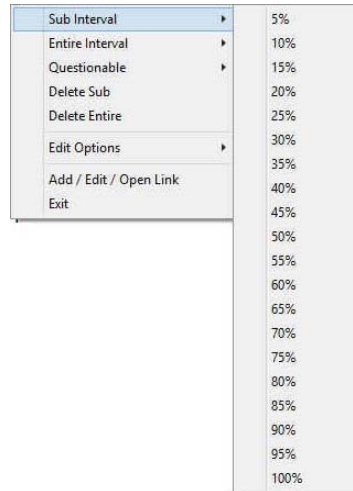 Sub Interval
Entire Interval
Questionable
Delete Sub
Delete Entire
Edit Options
Add / Edit / Open Link
Exit
5%
10%
15%
20%
25%
30%
35%
40%
45%
50%
55%
60%
65%
70%
75%
80%
85%
90%
95%
100%